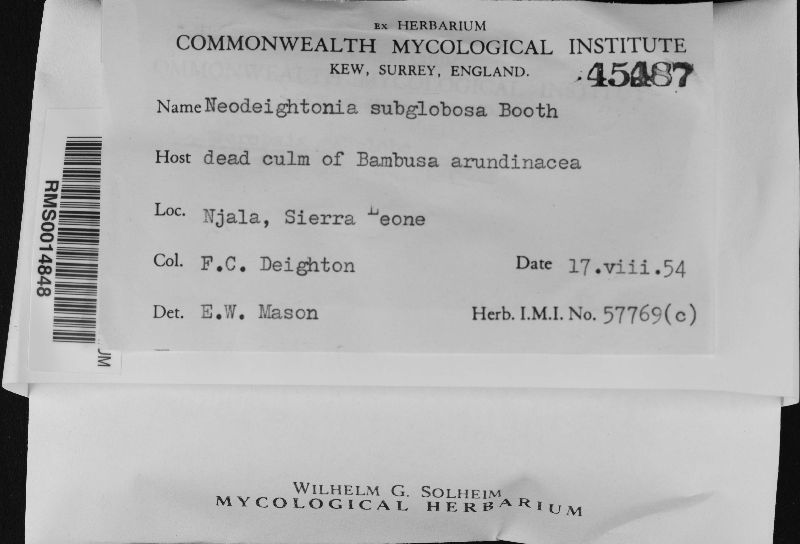 EX HERBARIUM
COMMONWEALTH MYCOLOGICAL INSTITUTE
KEW, SURREY, ENGLAND.
45487
Name Neodeightonia subglobosa Booth
Host dead culm of Bambusa arundinacea
Loc. Njala, Sierra Leone
Col. F.C. Deighton Date 17.viii.54
Det. E.W. Mason Herb. I.M.I. No. 57769(c)
RMS0014848
WILHELM G. SOLHEIM
MYCOLOGICAL HERBARIUM